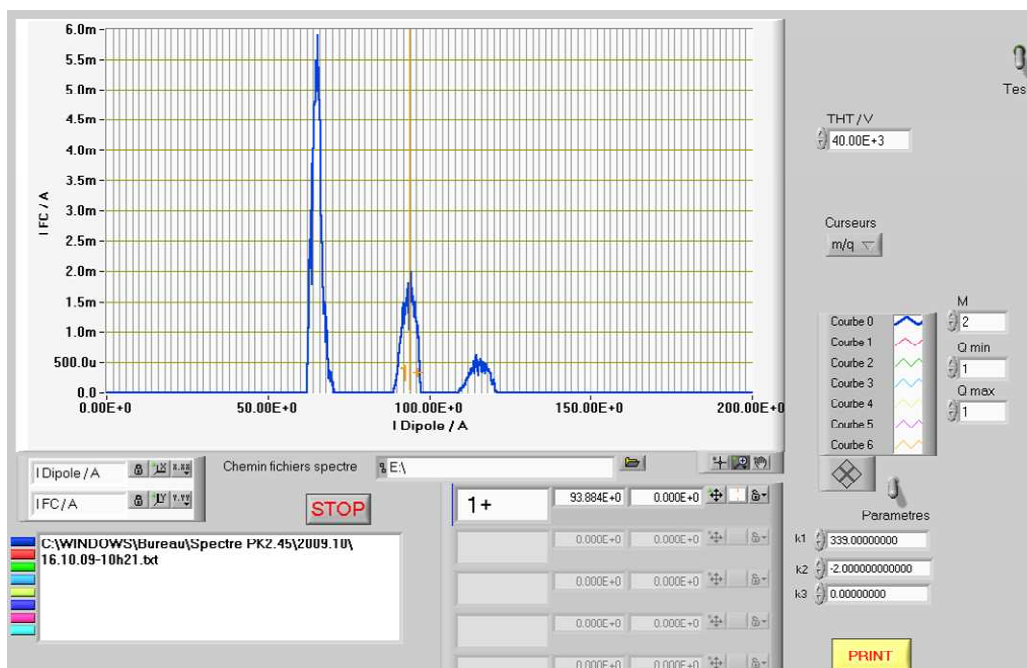 6.0m
5.5m
5.0m
4.5m
4.0m
3.5m
3.0m
2.5m
2.0m
1.5m
1.0m
500.0u
0.0
I FC / A
0.00E+0 50.00E+0 100.00E+0 150.00E+0 200.00E+0
I Dipole / A
Tes
THT / V
40.00E+3
Curseurs
m/q
Courbe 0
Courbe 1
Courbe 2
Courbe 3
Courbe 4
Courbe 5
Courbe 6
M
2
Q min
1
Q max
1
I Dipole / A X X.XX
I FC / A Y Y.YY
Chemin fichiers spectre E:\
STOP
C:\WINDOWS\Bureau\Spectre PK2.45\2009.10\
16.10.09-10h21.txt
1+ 93.884E+0 0.000E+0
0.000E+0 0.000E+0
0.000E+0 0.000E+0
0.000E+0 0.000E+0
0.000E+0 0.000E+0
Parametres
k1 339.00000000
k2 -2.000000000000
k3 0.00000000
PRINT